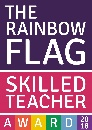 THE
RAINBOW
FLAG
SKILLED
TEACHER
AWARD 2018